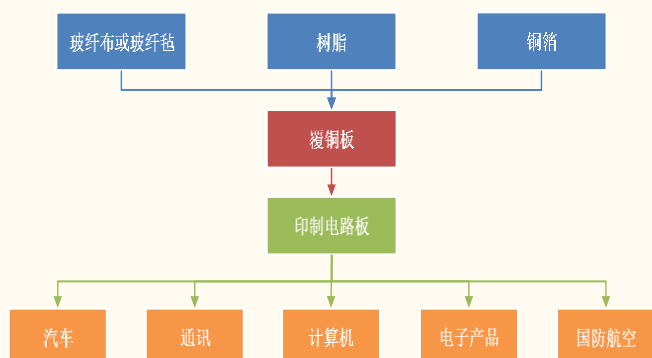 玻纤布或玻纤毡
树脂
铜箔
覆铜板
印制电路板
汽车
通讯
计算机
电子产品
国防航空